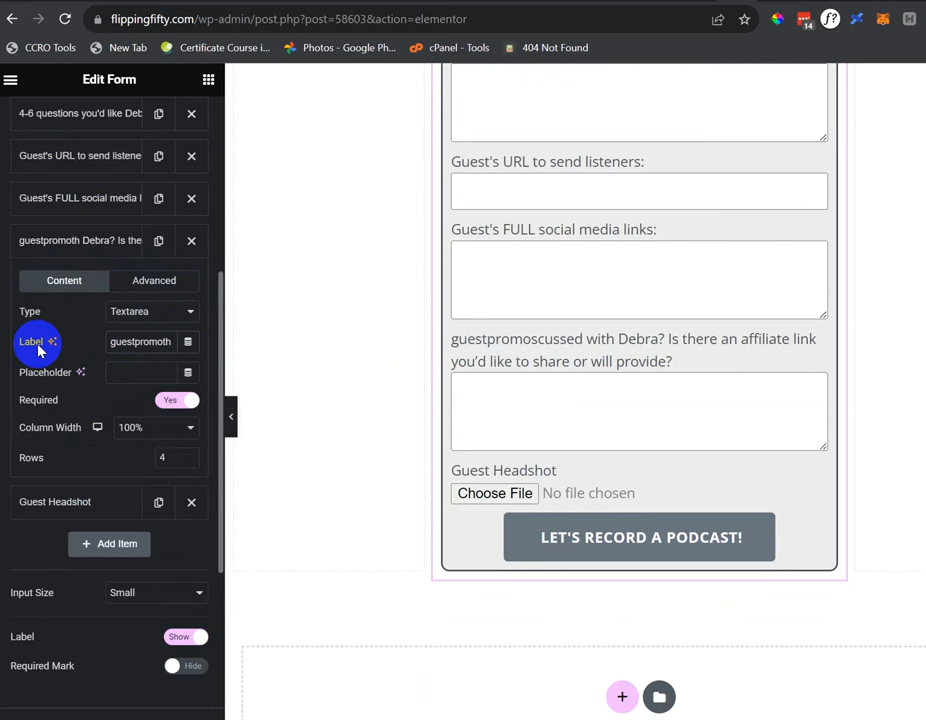 flippingfifty.com/wp-admin/post.php?post=58603&action=elementor
14
f?
H
CCRO Tools
New Tab
Certificate Course i...
Photos - Google Ph...
cPanel - Tools
404 Not Found
Edit Form
4-6 questions you'd like Deb
Guest's URL to send listene
Guest's FULL social media l
guestpromoth Debra? Is the
Content
Advanced
Type
Textarea
Label
guestpromoth
Placeholder
Required
Yes
Column Width
100%
Rows
4
Guest Headshot
+ Add Item
Input Size
Small
Label
Show
Required Mark
Hide
Guest's URL to send listeners:
Guest's FULL social media links:
guestpromoscussed with Debra? Is there an affiliate link
you'd like to share or will provide?
Guest Headshot
Choose File No file chosen
LET'S RECORD A PODCAST!